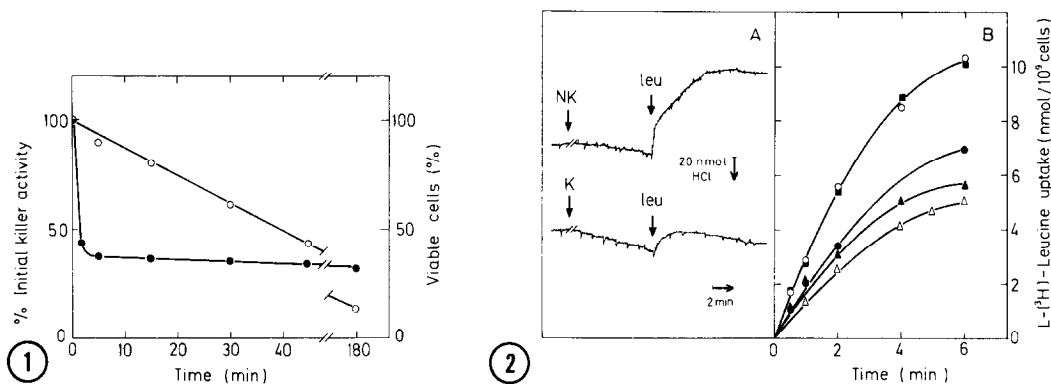 % Initial killer activity
100
50
0
0
10
20
30
40
180
Time (min)
100
50
0
Viable cells (%)
1
A
NK
leu
20 nmol
HCl
K
leu
2 min
2
B
10
8
6
4
2
0
L-(³H)-Leucine uptake (nmol/10⁹ cells)
0
2
4
6
Time (min)